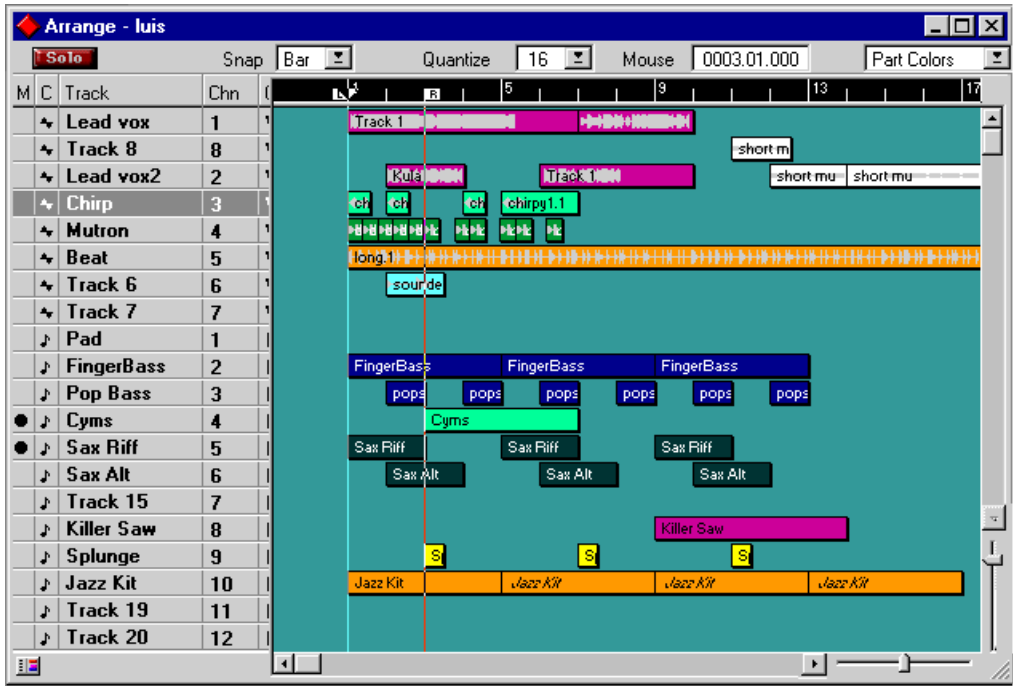 Arrange - luis
Solo Snap Bar Quantize 16 Mouse 0003.01.000 Part Colors
M C Track Chn 1 R 5 9 13 17
Lead vox 1 Track 1
Track 8 8 short m
Lead vox2 2 Kula Track 1 short mu short mu
Chirp 3 ch ch ch chirpy1.1
Mutron 4
Beat 5 long.1
Track 6 6 sounde
Track 7 7
Pad 1
FingerBass 2 FingerBass FingerBass FingerBass
Pop Bass 3 pops pops pops pops pops pops
Cyms 4 Cyms
Sax Riff 5 Sax Riff Sax Riff Sax Riff
Sax Alt 6 Sax Alt Sax Alt Sax Alt
Track 15 7
Killer Saw 8 Killer Saw
Splunge 9 S S S
Jazz Kit 10 Jazz Kit Jazz Kit Jazz Kit Jazz Kit
Track 19 11
Track 20 12